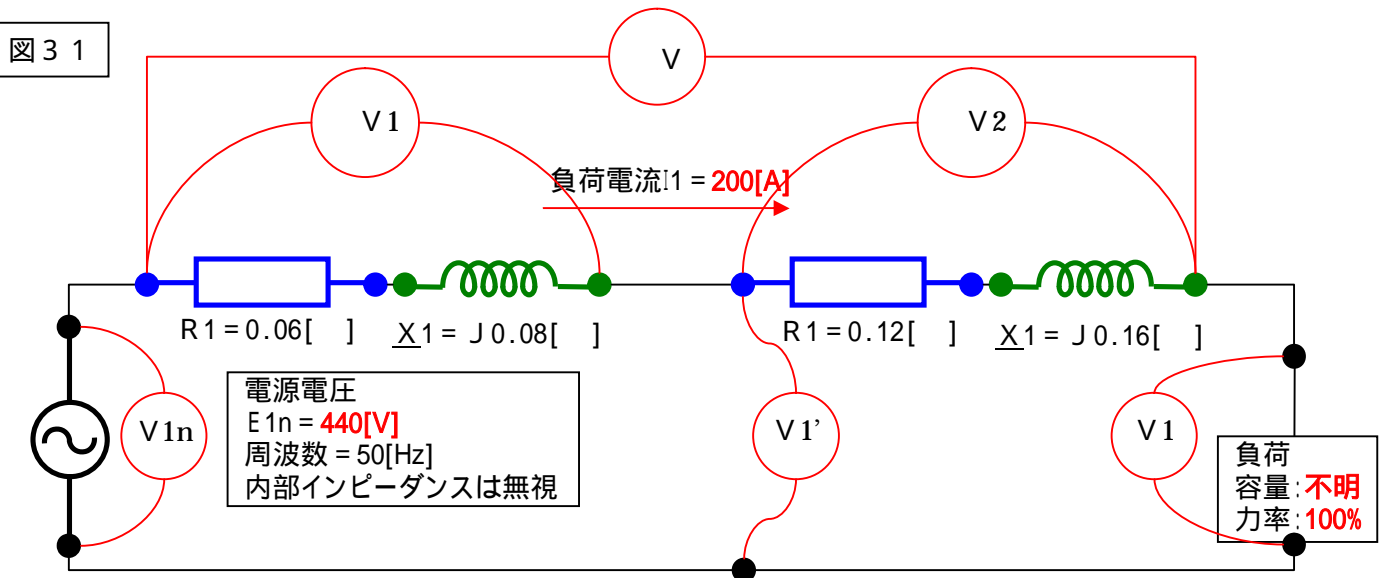 図３１
V
V1
V2
負荷電流I1 = 200[A]
R1 = 0.06[ ]
X1 = J0.08[ ]
R1 = 0.12[ ]
X1 = J0.16[ ]
V1n
電源電圧
E1n = 440[V]
周波数 = 50[Hz]
内部インピーダンスは無視
V1’
V1
負荷
容量:不明
力率:100%